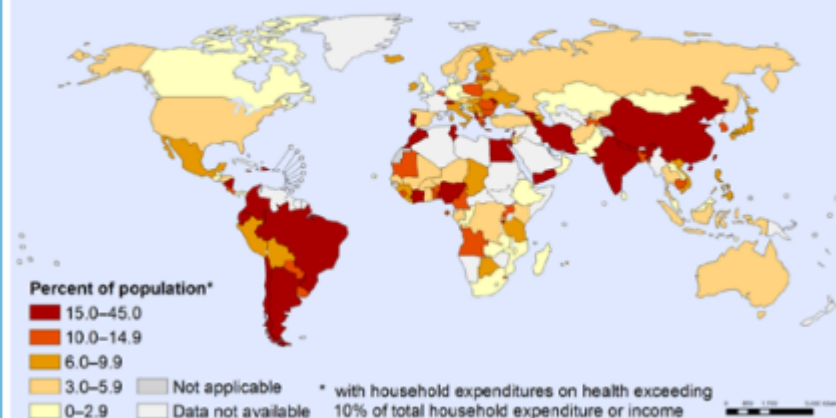 Percent of population*
15.0–45.0
10.0–14.9
6.0–9.9
3.0–5.9
0–2.9
Not applicable
Data not available
* with household expenditures on health exceeding
10% of total household expenditure or income